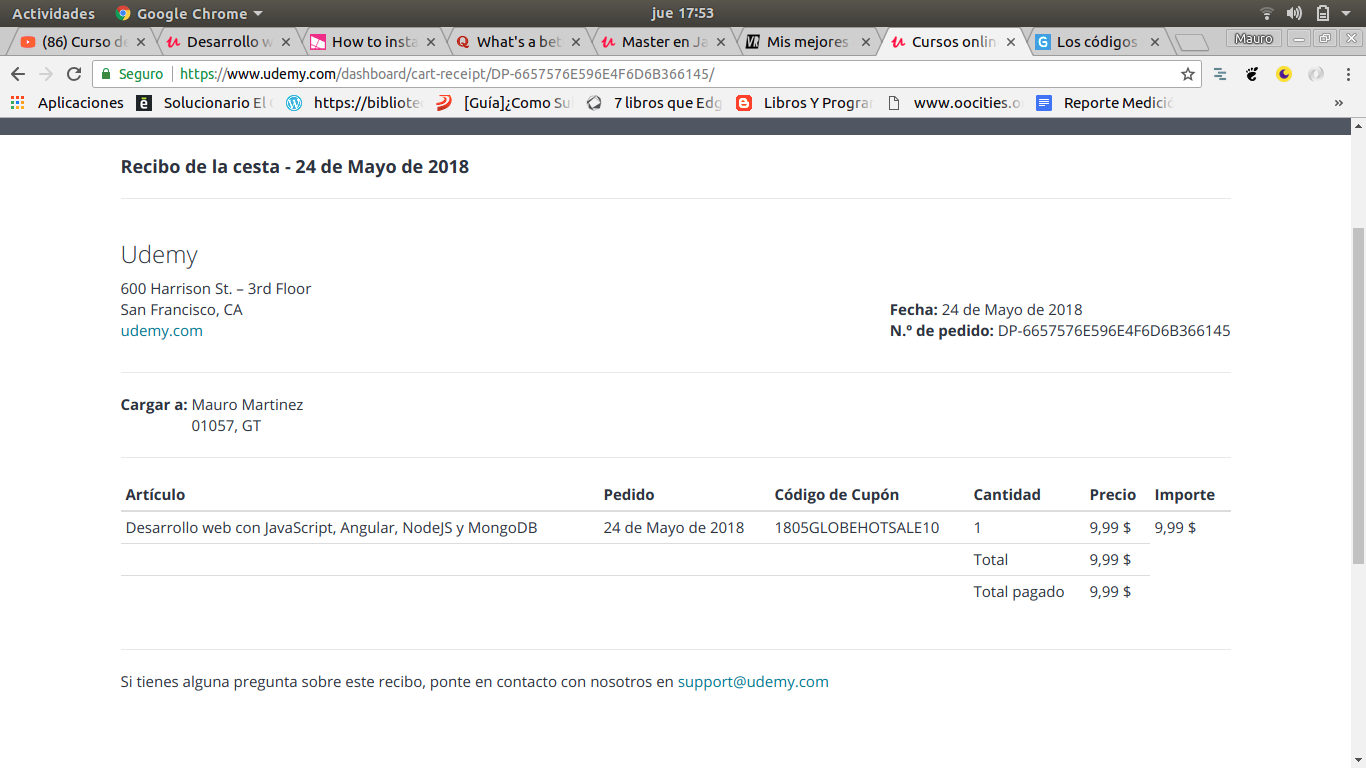 Actividades Google Chrome jue 17:53
(86) Curso de Desarrollo w How to insta What's a bet Master en Ja Mis mejores Cursos onlin Los códigos Mauro
Seguro https://www.udemy.com/dashboard/cart-receipt/DP-6657576E596E4F6D6B366145/
Aplicaciones Solucionario El https://bibliote [Guía]¿Como Su 7 libros que Edg Libros Y Progra www.oocities.o Reporte Medici »
Recibo de la cesta - 24 de Mayo de 2018
Udemy
600 Harrison St. – 3rd Floor
San Francisco, CA
udemy.com
Fecha: 24 de Mayo de 2018
N.º de pedido: DP-6657576E596E4F6D6B366145
Cargar a: Mauro Martinez
01057, GT
Artículo Pedido Código de Cupón Cantidad Precio Importe
Desarrollo web con JavaScript, Angular, NodeJS y MongoDB 24 de Mayo de 2018 1805GLOBEHOTSALE10 1 9,99 $ 9,99 $
Total 9,99 $
Total pagado 9,99 $
Si tienes alguna pregunta sobre este recibo, ponte en contacto con nosotros en support@udemy.com